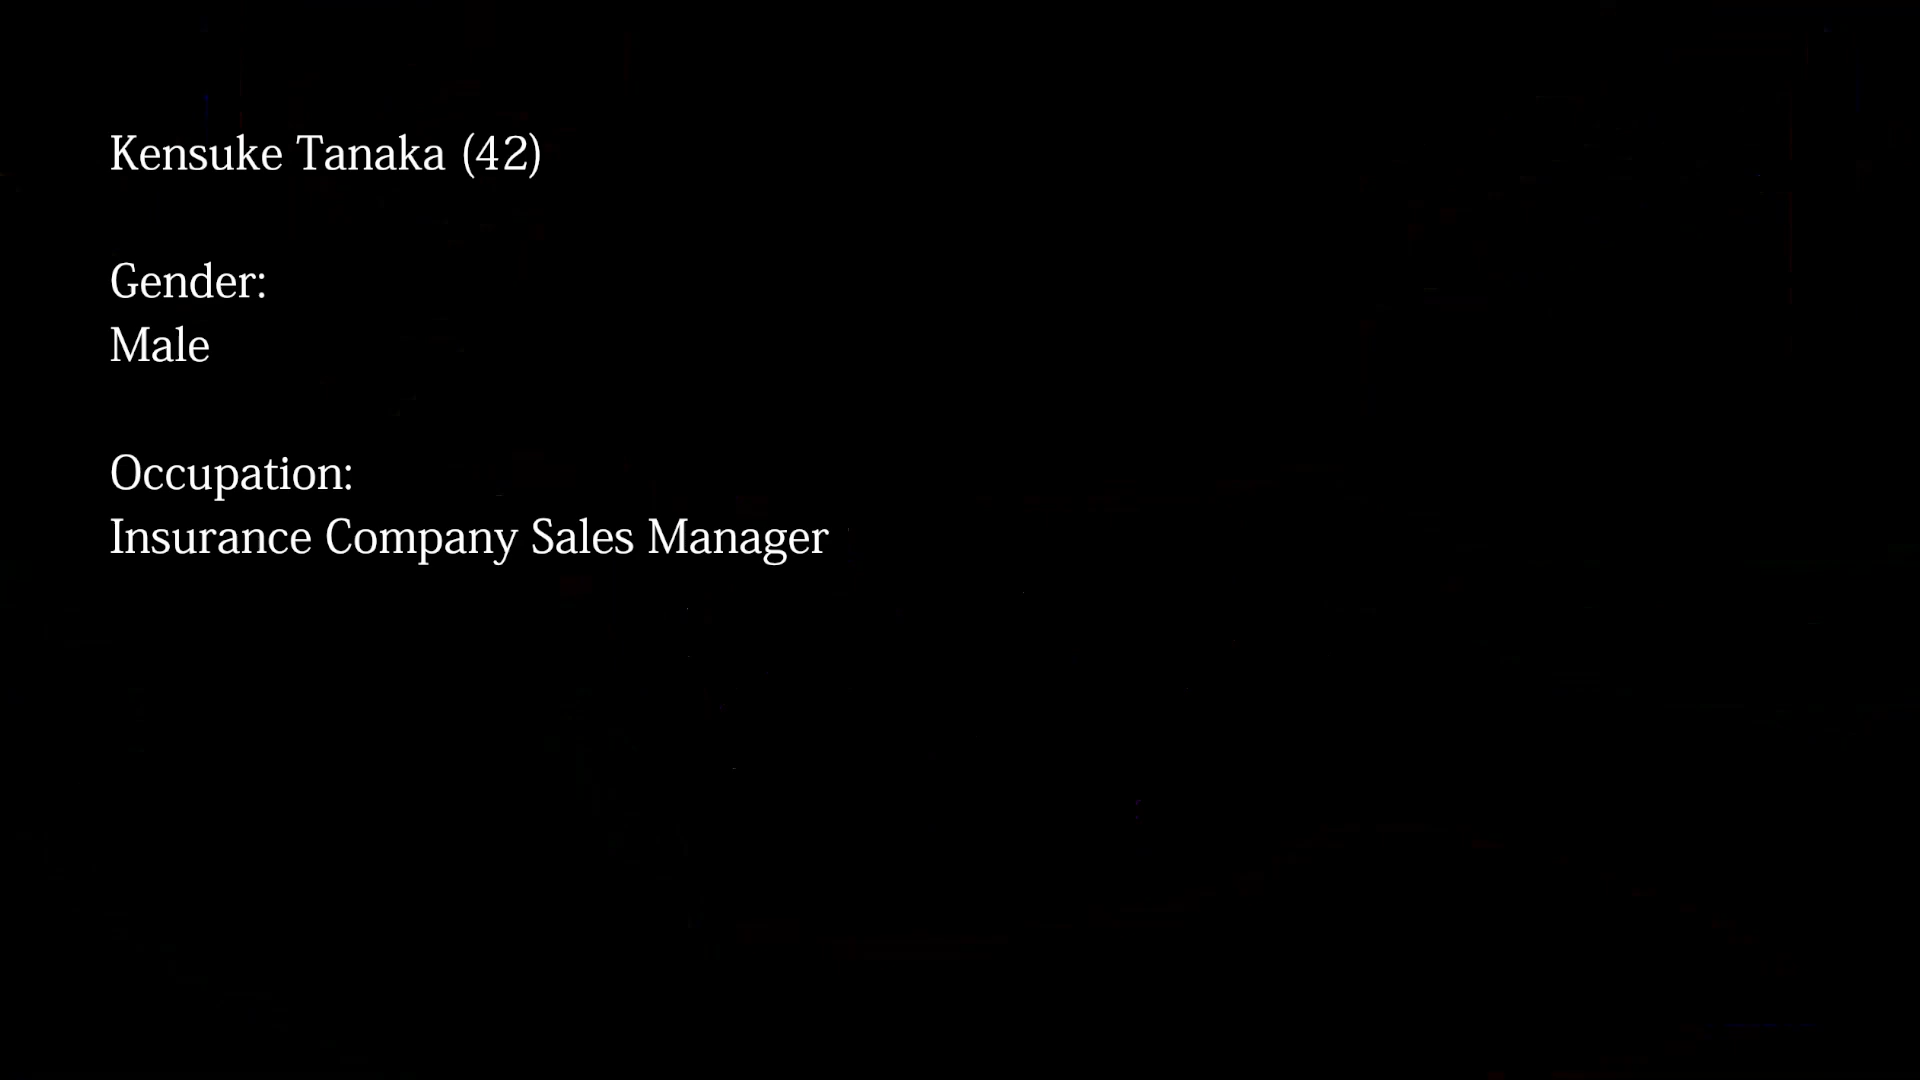 Kensuke Tanaka (42)
Gender:
Male
Occupation:
Insurance Company Sales Manager